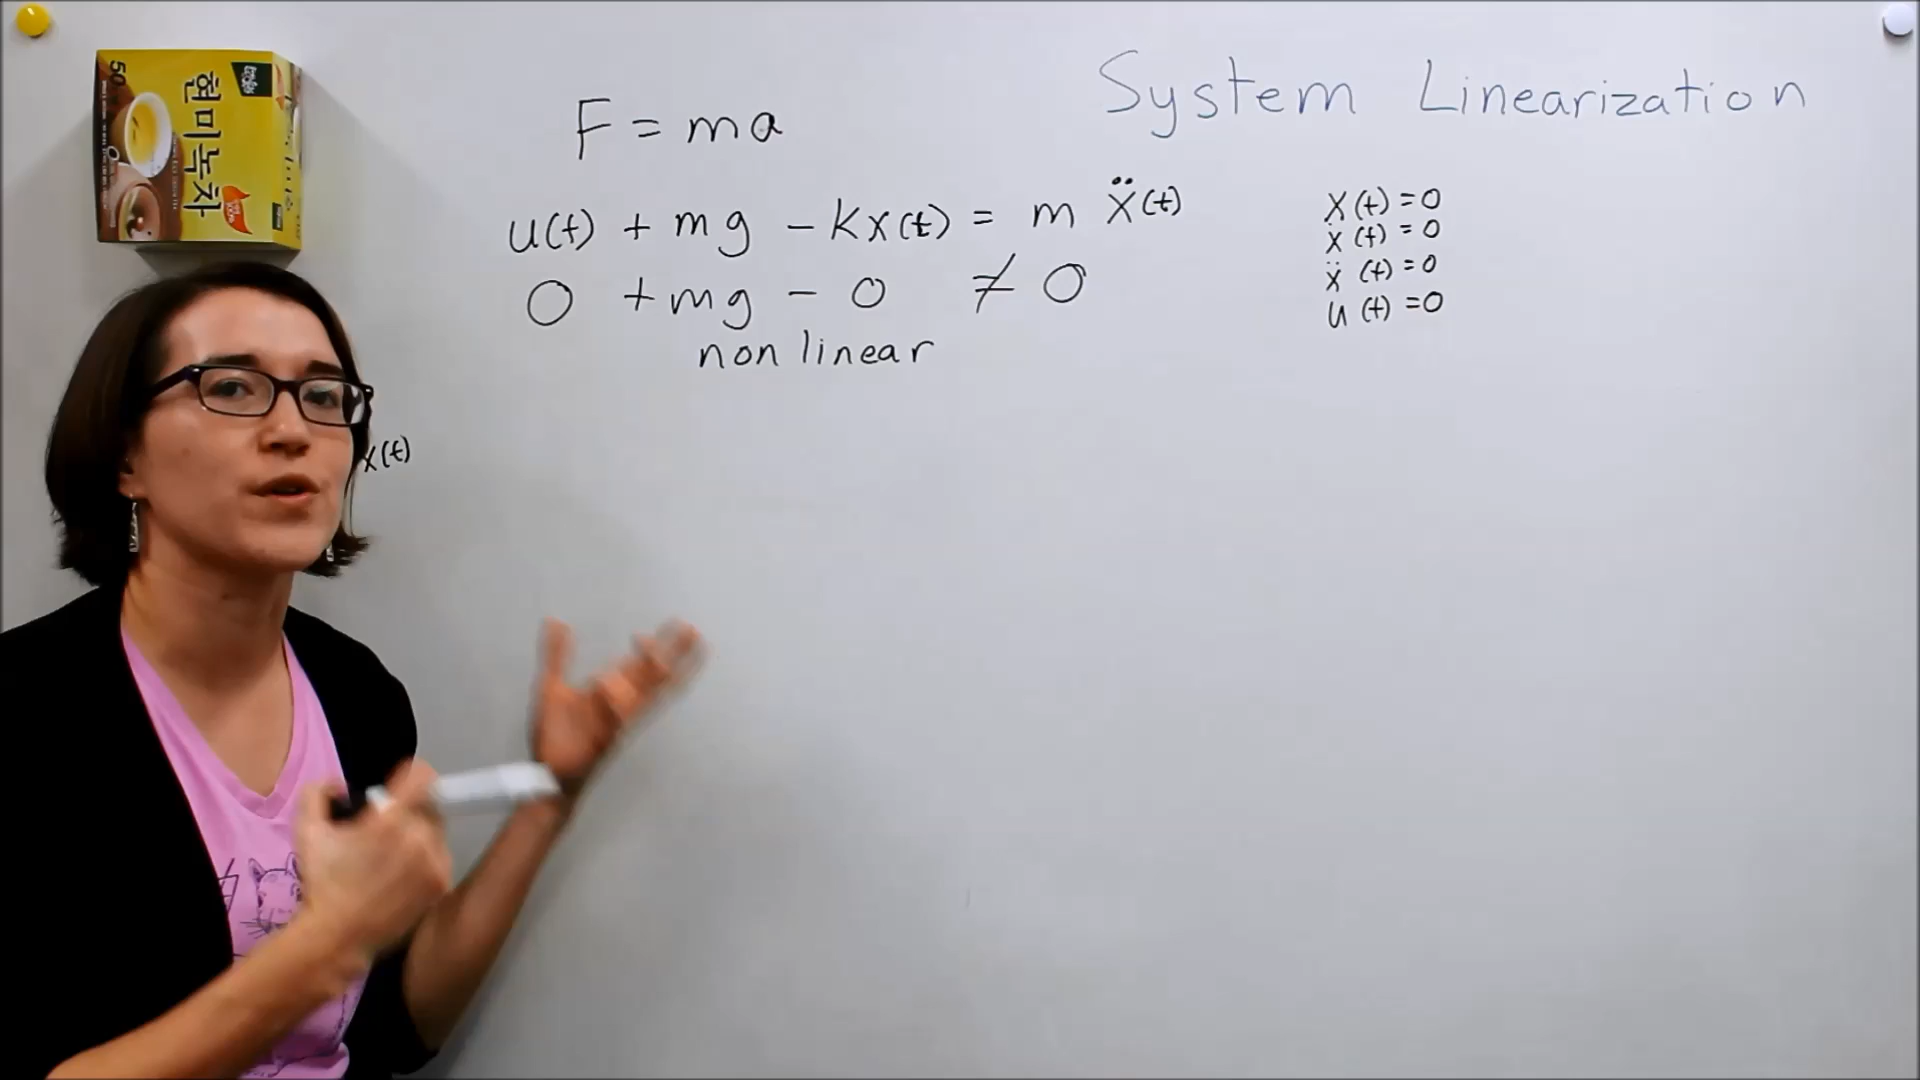 System Linearization
F = ma
u(t) + mg - kx(t) = m ẍ(t)
0 + mg - 0 ≠ 0
non linear
x(t) = 0
ẋ(t) = 0
ẍ(t) = 0
u(t) = 0
x(t)
현미녹차
50